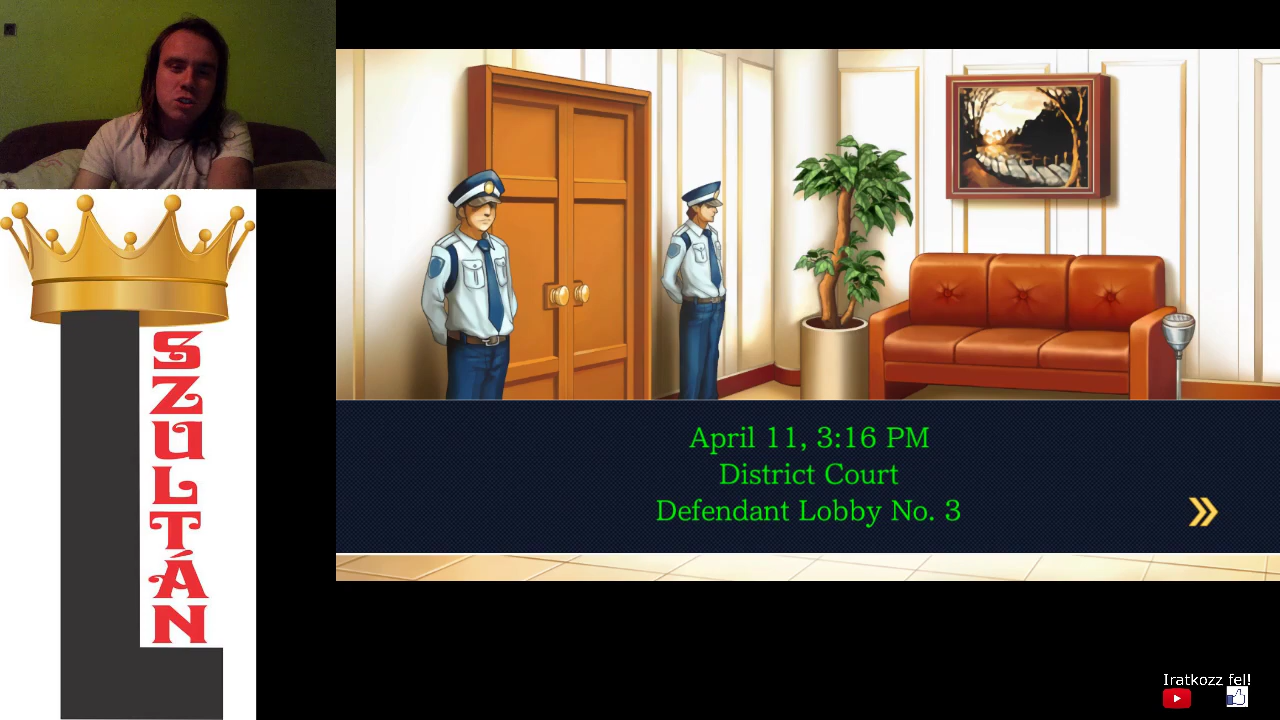 L
SZULTÁN
April 11, 3:16 PM
District Court
Defendant Lobby No. 3
Iratkozz fel!